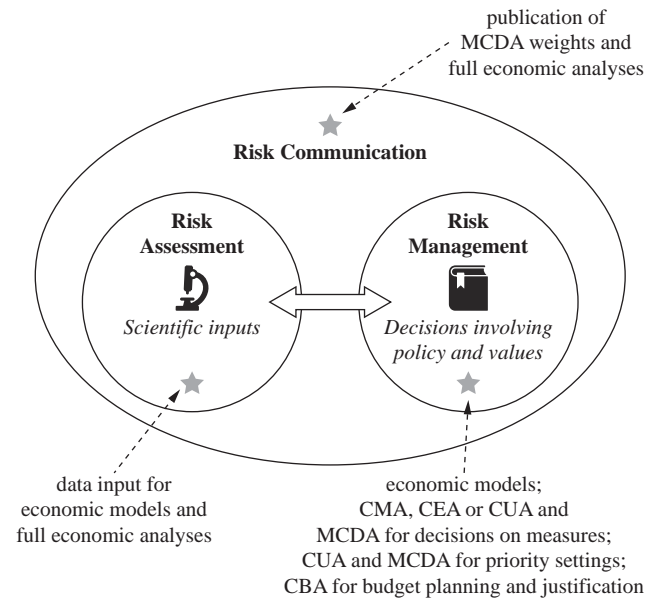 publication of
MCDA weights and
full economic analyses
Risk Communication
Risk
Assessment
Scientific inputs
Risk
Management
Decisions involving
policy and values
data input for
economic models and
full economic analyses
economic models;
CMA, CEA or CUA and
MCDA for decisions on measures;
CUA and MCDA for priority settings;
CBA for budget planning and justification